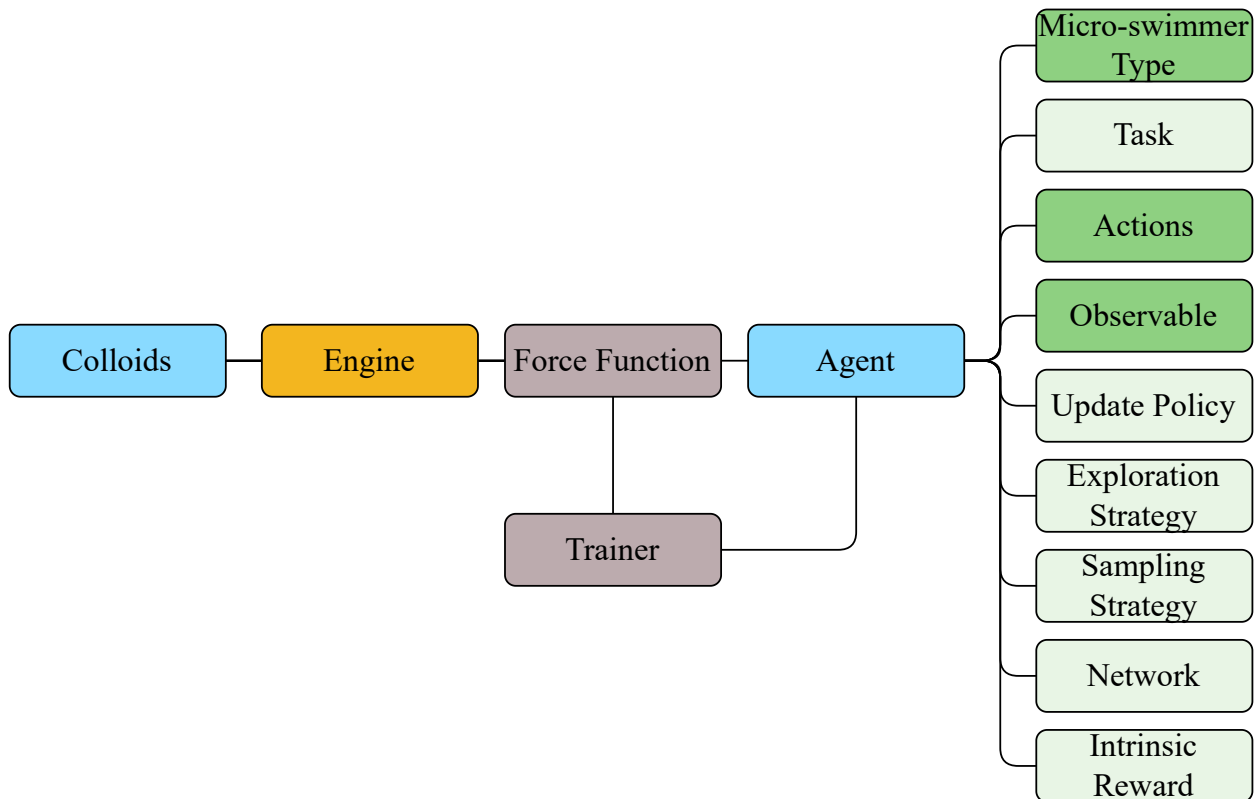 Micro-swimmer
Type
Task
Actions
Observable
Colloids
Engine
Force Function
Agent
Update Policy
Exploration
Strategy
Trainer
Sampling
Strategy
Network
Intrinsic
Reward